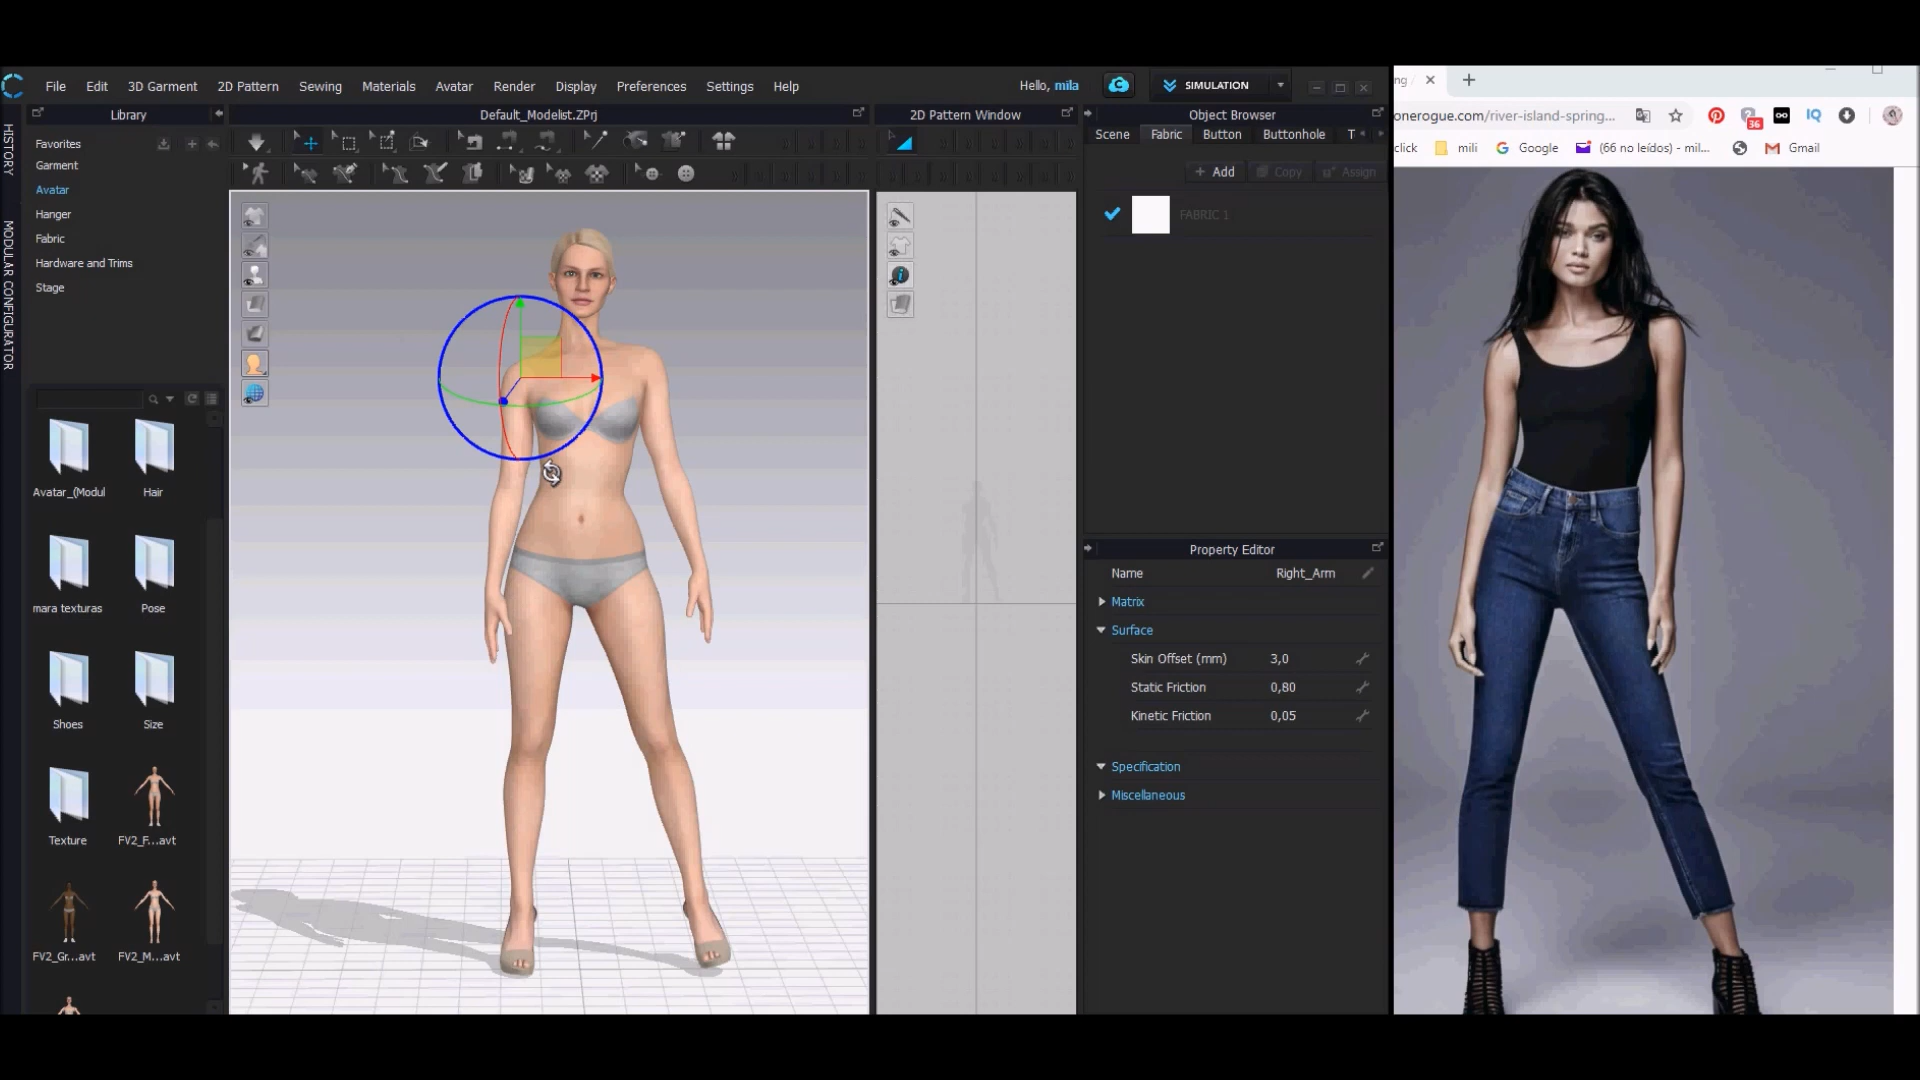 File Edit 3D Garment 2D Pattern Sewing Materials Avatar Render Display Preferences Settings Help
Hello, mila
SIMULATION
Library
Default_Modelist.ZPrj
2D Pattern Window
Object Browser
HISTORY
MODULAR CONFIGURATOR
Favorites
Garment
Avatar
Hanger
Fabric
Hardware and Trims
Stage
Avatar_(Modul
Hair
mara texturas
Pose
Shoes
Size
Texture
FV2_F...avt
FV2_Gr...avt
FV2_M...avt
Scene Fabric Button Buttonhole T
+ Add Copy Assign
FABRIC 1
Property Editor
Name Right_Arm
Matrix
Surface
Skin Offset (mm) 3,0
Static Friction 0,80
Kinetic Friction 0,05
Specification
Miscellaneous
ng /
onerogue.com/river-island-spring...
36
IQ
click mili Google (66 no leídos) - mil... Gmail